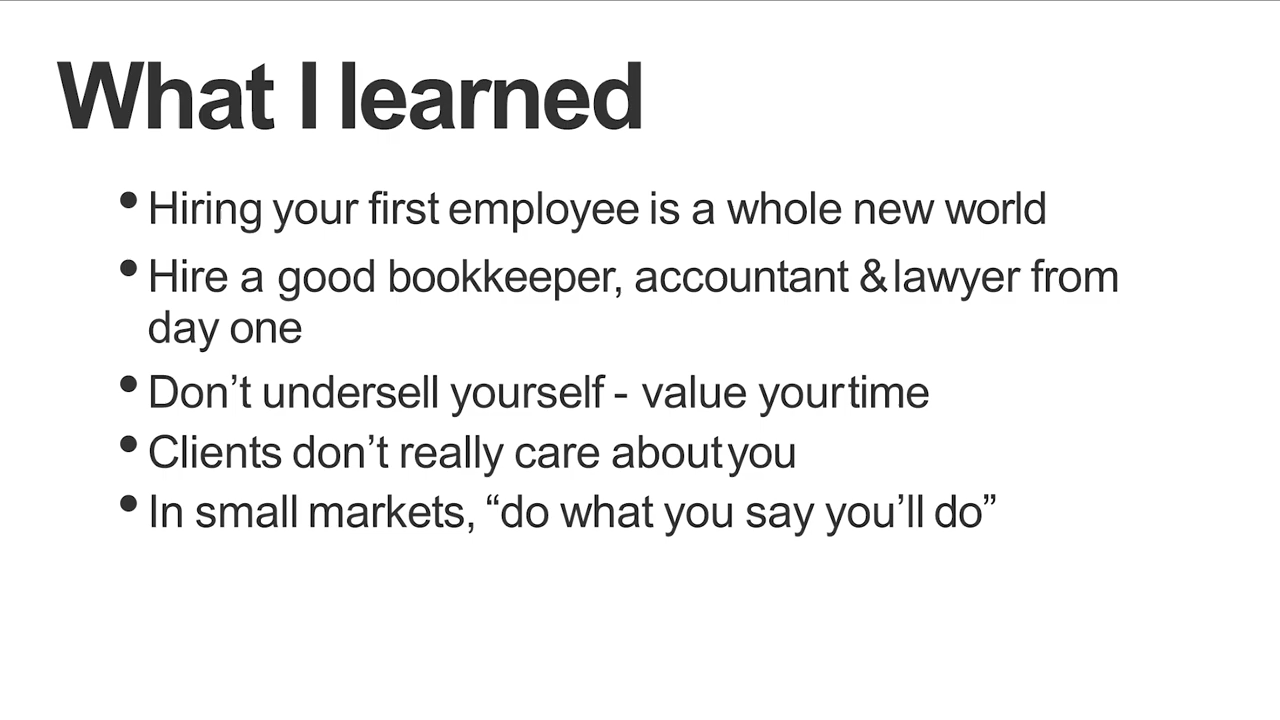 What I learned
• Hiring your first employee is a whole new world
• Hire a good bookkeeper, accountant & lawyer from
day one
• Don’t undersell yourself - value your time
• Clients don’t really care about you
• In small markets, “do what you say you’ll do”